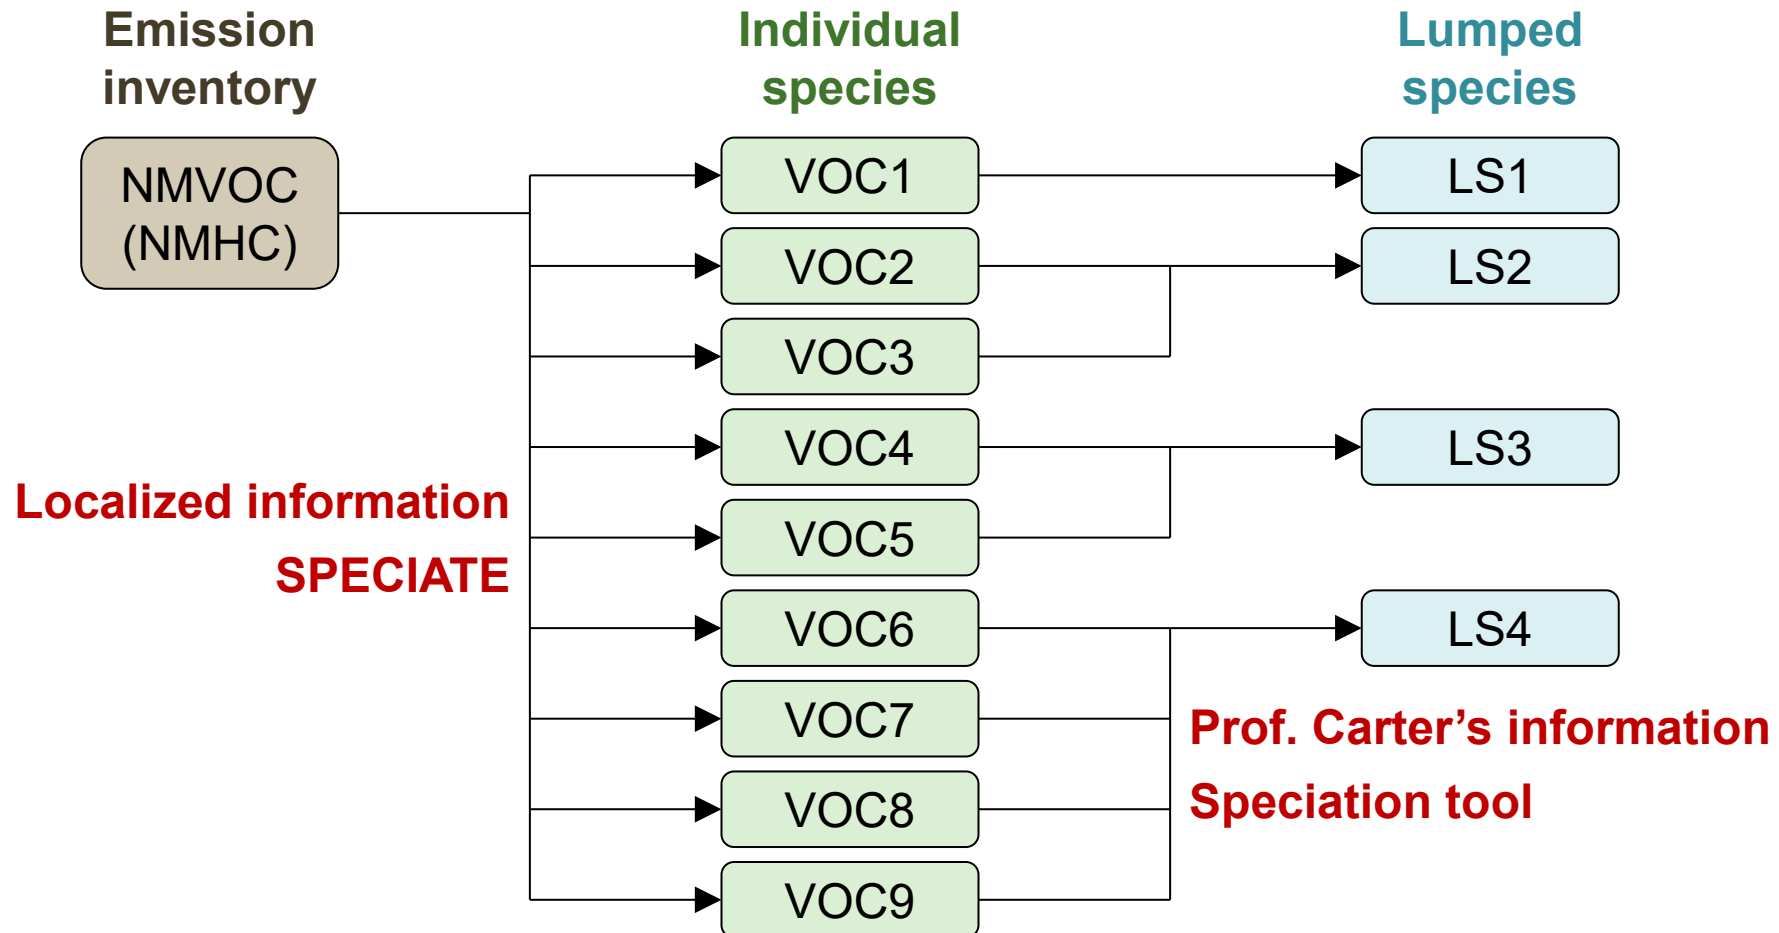 Emission
inventory
Individual
species
Lumped
species
NMVOC
(NMHC)
VOC1
LS1
VOC2
LS2
VOC3
VOC4
LS3
Localized information
SPECIATE
VOC5
VOC6
LS4
VOC7
Prof. Carter's information
Speciation tool
VOC8
VOC9